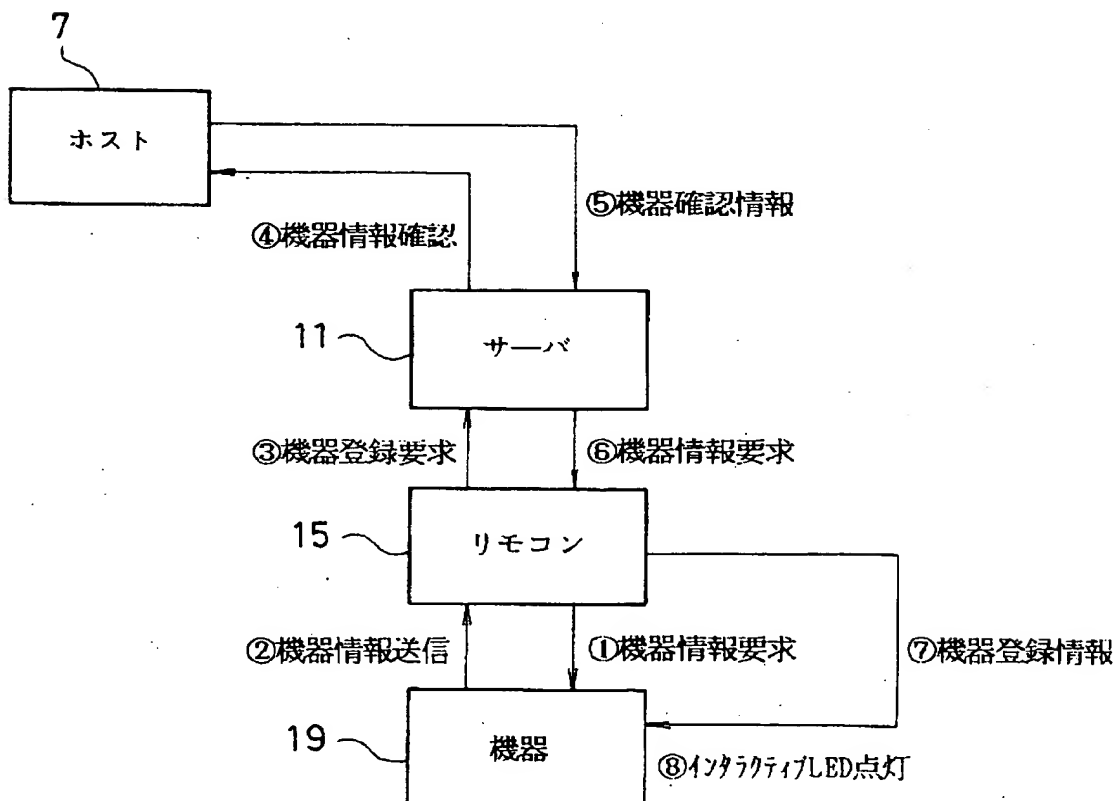 7
ホスト
⑤機器確認情報
④機器情報確認
11
サーバ
③機器登録要求
⑥機器情報要求
15
リモコン
②機器情報送信
①機器情報要求
⑦機器登録情報
19
機器
⑧インタラクティブLED点灯